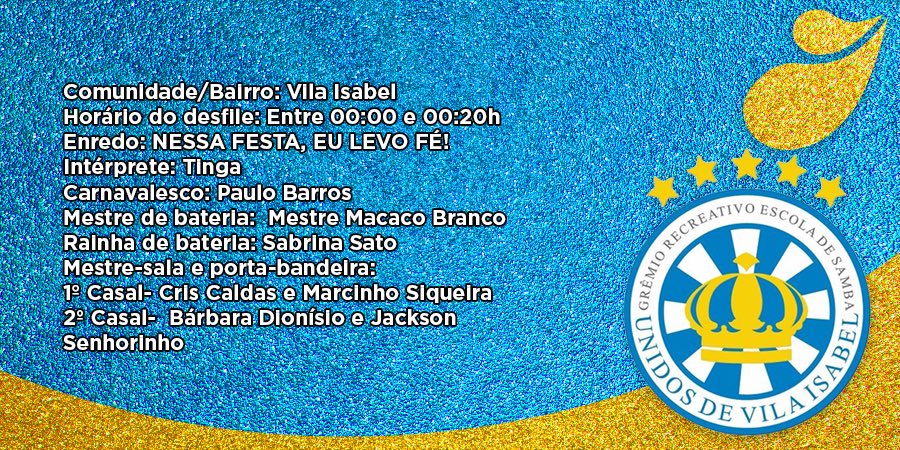 Comunidade/Bairro: Vila Isabel
Horário do desfile: Entre 00:00 e 00:20h
Enredo: NESSA FESTA, EU LEVO FÉ!
Intérprete: Tinga
Carnavalesco: Paulo Barros
Mestre de bateria:  Mestre Macaco Branco
Rainha de bateria: Sabrina Sato
Mestre-sala e porta-bandeira:
1º Casal- Cris Caldas e Marcinho Siqueira
2º Casal-  Bárbara Dionísio e Jackson
Senhorinho
GRÊMIO RECREATIVO ESCOLA DE SAMBA
UNIDOS DE VILA ISABEL